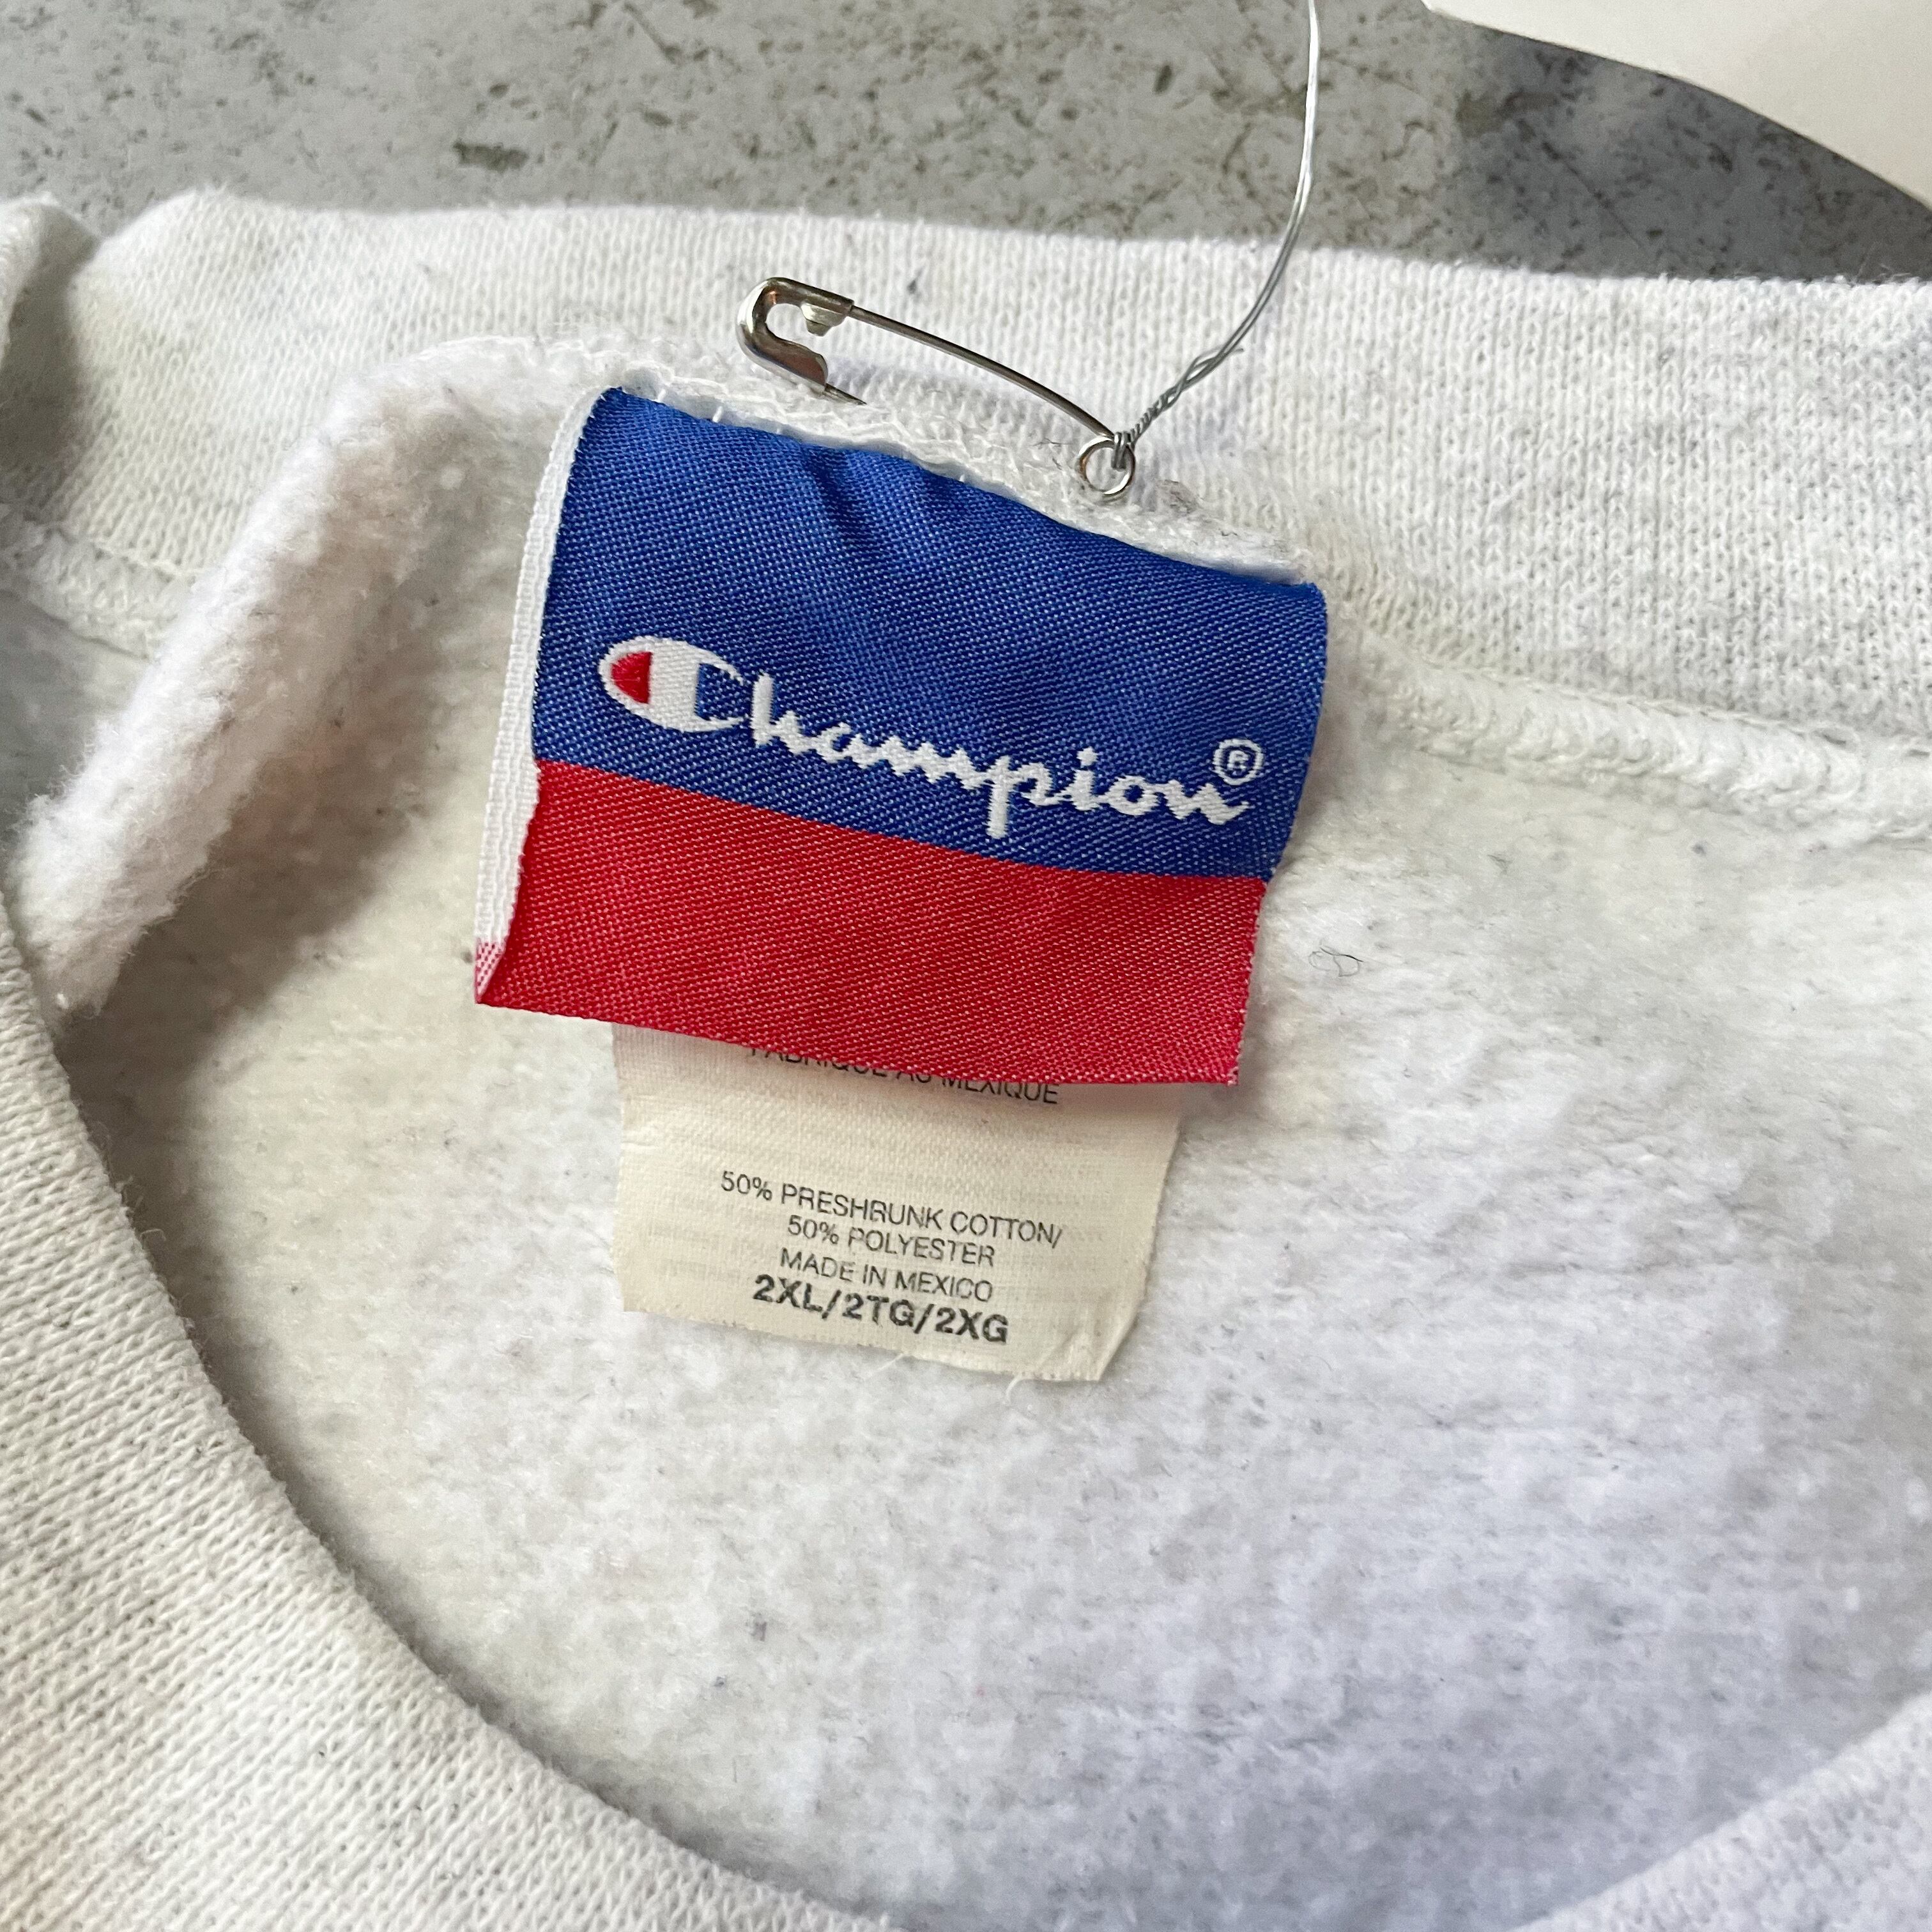 Champion®
FABRIQUE AU MEXIQUE
50% PRESHRUNK COTTON/
50% POLYESTER
MADE IN MEXICO
2XL/2TG/2XG